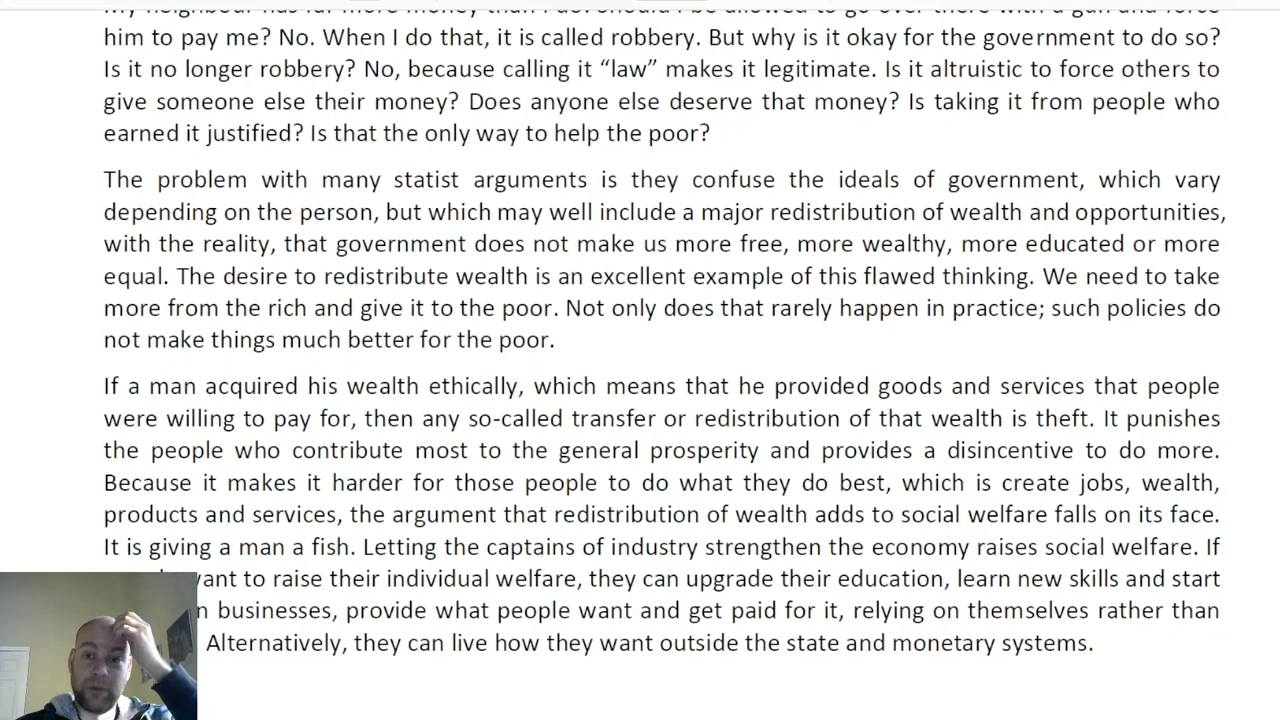 him to pay me? No. When I do that, it is called robbery. But why is it okay for the government to do so?
Is it no longer robbery? No, because calling it “law” makes it legitimate. Is it altruistic to force others to
give someone else their money? Does anyone else deserve that money? Is taking it from people who
earned it justified? Is that the only way to help the poor?
The problem with many statist arguments is they confuse the ideals of government, which vary
depending on the person, but which may well include a major redistribution of wealth and opportunities,
with the reality, that government does not make us more free, more wealthy, more educated or more
equal. The desire to redistribute wealth is an excellent example of this flawed thinking. We need to take
more from the rich and give it to the poor. Not only does that rarely happen in practice; such policies do
not make things much better for the poor.
If a man acquired his wealth ethically, which means that he provided goods and services that people
were willing to pay for, then any so-called transfer or redistribution of that wealth is theft. It punishes
the people who contribute most to the general prosperity and provides a disincentive to do more.
Because it makes it harder for those people to do what they do best, which is create jobs, wealth,
products and services, the argument that redistribution of wealth adds to social welfare falls on its face.
It is giving a man a fish. Letting the captains of industry strengthen the economy raises social welfare. If
want to raise their individual welfare, they can upgrade their education, learn new skills and start
businesses, provide what people want and get paid for it, relying on themselves rather than
Alternatively, they can live how they want outside the state and monetary systems.